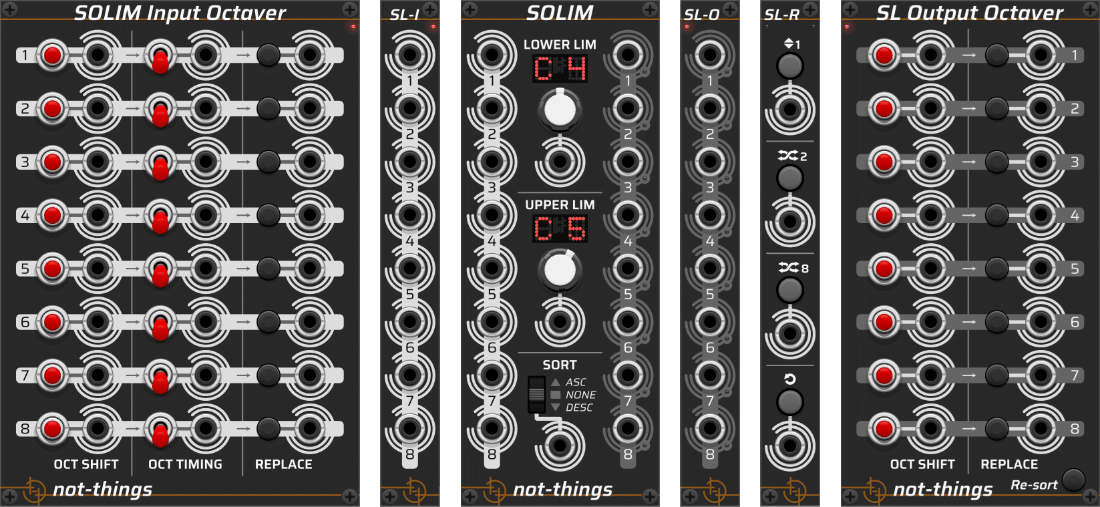 SOLIM Input Octaver
1
2
3
4
5
6
7
8
OCT SHIFT
OCT TIMING
REPLACE
not-things
SL-I
1
2
3
4
5
6
7
8
SOLIM
1
2
3
4
5
6
7
8
LOWER LIM
C 4
UPPER LIM
C 5
SORT
ASC
NONE
DESC
1
2
3
4
5
6
7
8
not-things
SL-O
1
2
3
4
5
6
7
8
SL-R
1
2
8
SL Output Octaver
1
2
3
4
5
6
7
8
OCT SHIFT
REPLACE
not-things
Re-sort